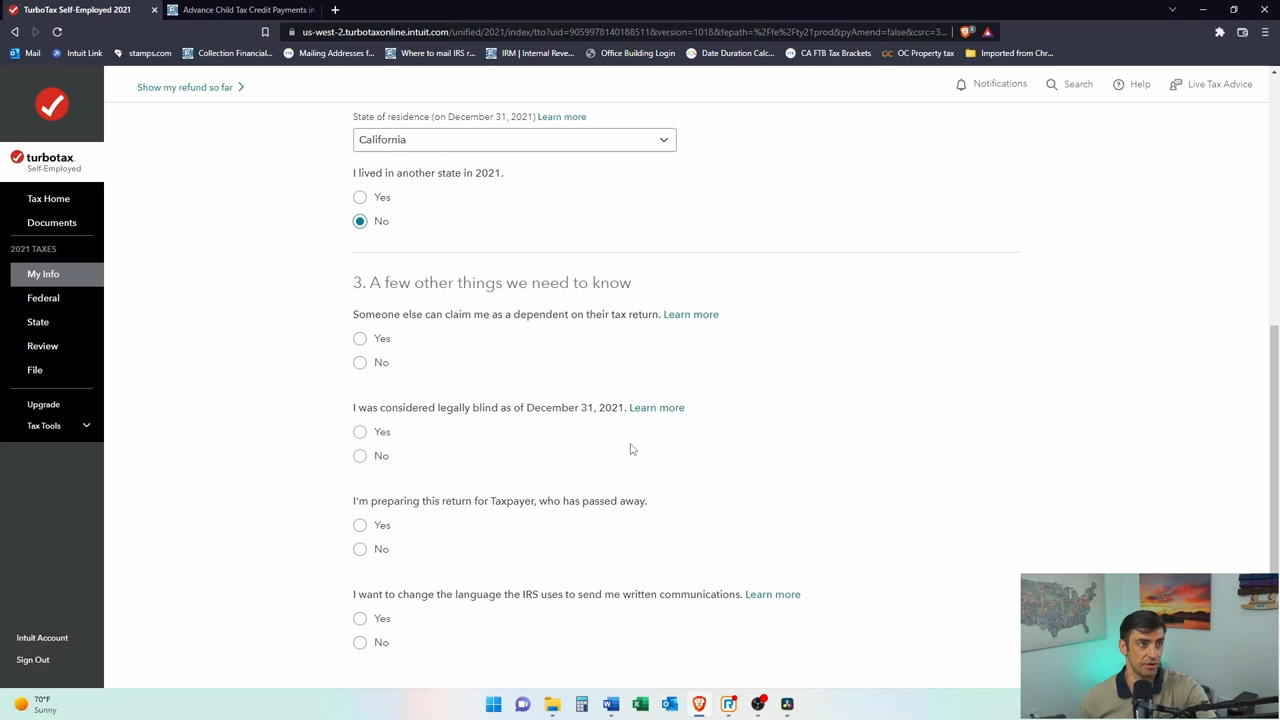 TurboTax Self-Employed 2021
Advance Child Tax Credit Payments in
us-west-2.turbotaxonline.intuit.com/unified/2021/index/tto?uid=9059978140188511&version=1018&fepath=%2Ffe%2Fty21prod&pyAmend=false&csrc=3...
Mail
Intuit Link
stamps.com
Collection Financial...
Mailing Addresses f...
Where to mail IRS r...
IRM | Internal Reve...
Office Building Login
Date Duration Calc...
CA FTB Tax Brackets
OC Property tax
Imported from Chr...
Show my refund so far
Notifications
Search
Help
Live Tax Advice
turbotax
Self-Employed
Tax Home
Documents
2021 TAXES
My Info
Federal
State
Review
File
Upgrade
Tax Tools
Intuit Account
Sign Out
State of residence (on December 31, 2021) Learn more
California
I lived in another state in 2021.
Yes
No
3. A few other things we need to know
Someone else can claim me as a dependent on their tax return. Learn more
Yes
No
I was considered legally blind as of December 31, 2021. Learn more
Yes
No
I'm preparing this return for Taxpayer, who has passed away.
Yes
No
I want to change the language the IRS uses to send me written communications. Learn more
Yes
No
70°F
Sunny